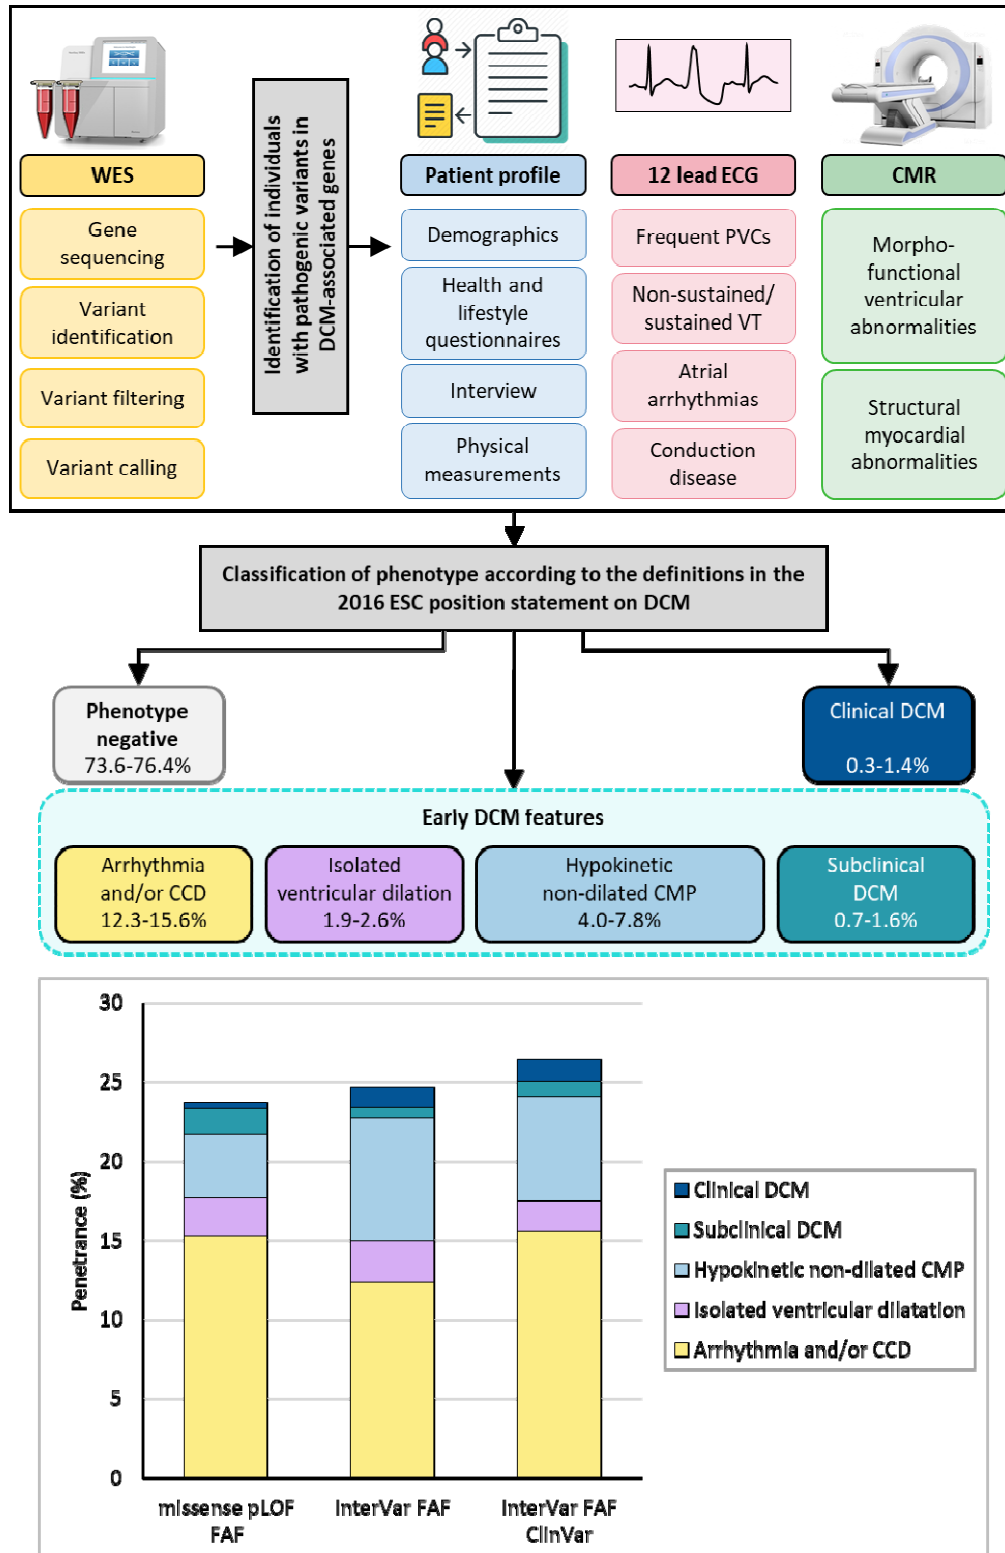 WES
Gene
sequencing
Variant
identification
Variant filtering
Variant calling
Identification of individuals
with pathogenic variants in
DCM-associated genes
Patient profile
Demographics
Health and
lifestyle
questionnaires
Interview
Physical
measurements
12 lead ECG
Frequent PVCs
Non-sustained/
sustained VT
Atrial
arrhythmias
Conduction
disease
CMR
Morpho-
functional
ventricular
abnormalities
Structural
myocardial
abnormalities
Classification of phenotype according to the definitions in the
2016 ESC position statement on DCM
Phenotype
negative
73.6-76.4%
Clinical DCM
0.3-1.4%
Early DCM features
Arrhythmia
and/or CCD
12.3-15.6%
Isolated
ventricular dilation
1.9-2.6%
Hypokinetic
non-dilated CMP
4.0-7.8%
Subclinical
DCM
0.7-1.6%
Penetrance (%)
30
25
20
15
10
5
0
missense pLOF
FAF
InterVar FAF
InterVar FAF
ClinVar
Clinical DCM
Subclinical DCM
Hypokinetic non-dilated CMP
Isolated ventricular dilatation
Arrhythmia and/or CCD